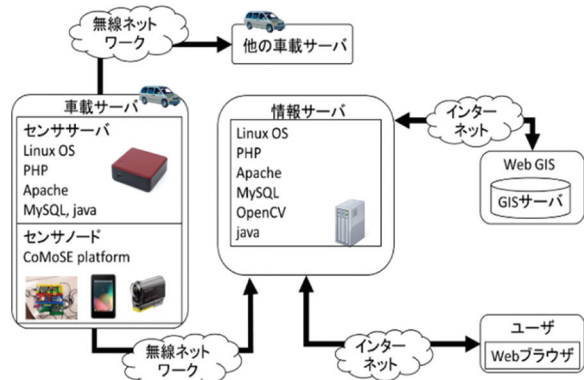 無線ネット
ワーク
他の車載サーバ
車載サーバ
センササーバ
Linux OS
PHP
Apache
MySQL, java
センサノード
CoMoSE platform
情報サーバ
Linux OS
PHP
Apache
MySQL
OpenCV
java
インター
ネット
Web GIS
GISサーバ
無線ネット
ワーク
インター
ネット
ユーザ
Webブラウザ